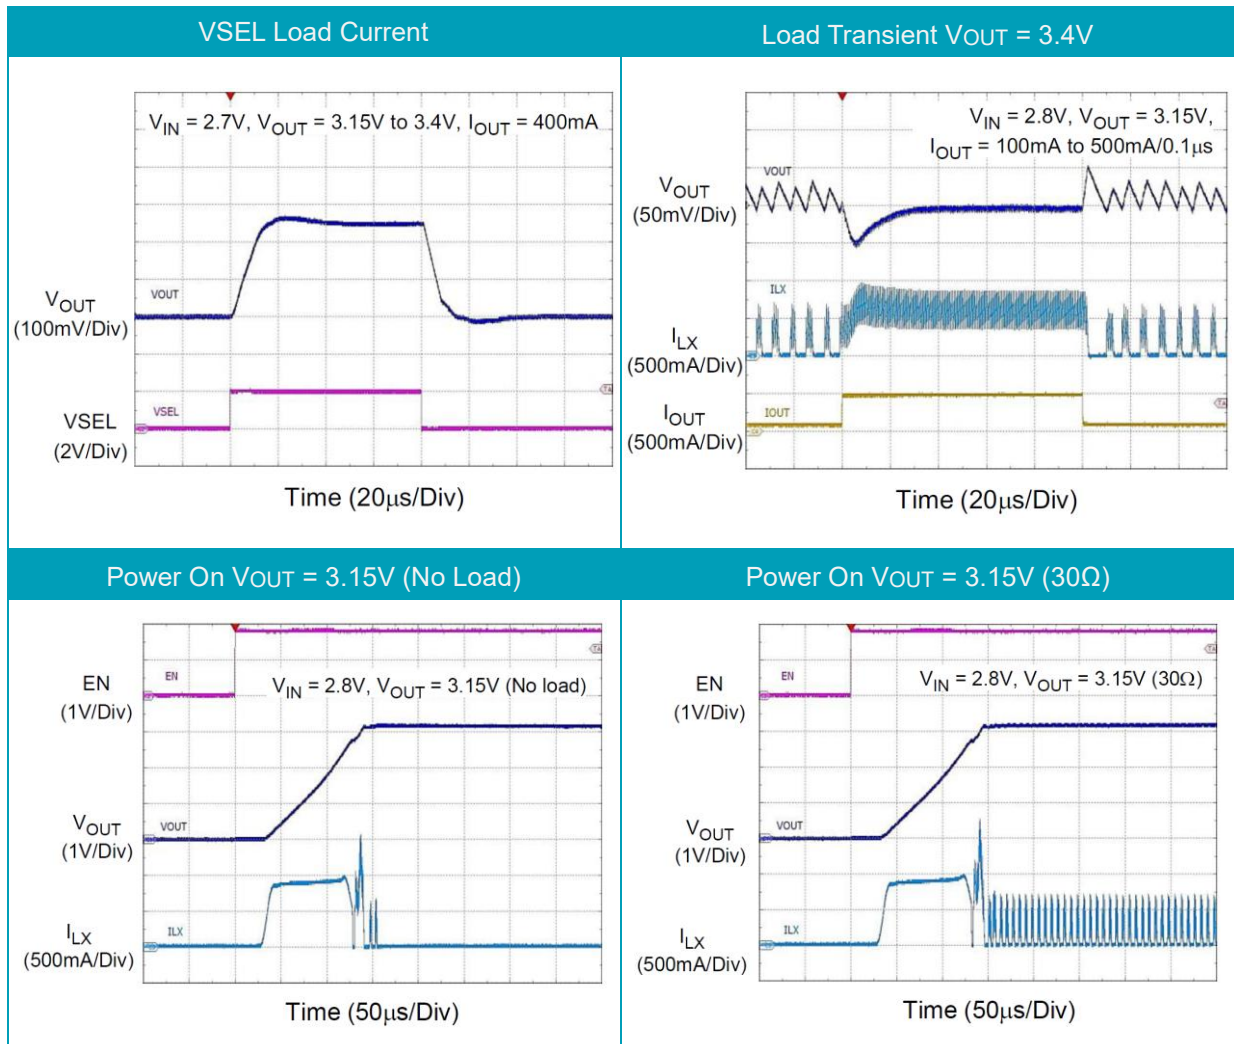 VSEL Load Current
VIN = 2.7V, VOUT = 3.15V to 3.4V, IOUT = 400mA
VOUT
(100mV/Div)
VOUT
VSEL
(2V/Div)
VSEL
Time (20µs/Div)
Load Transient VOUT = 3.4V
VIN = 2.8V, VOUT = 3.15V,
IOUT = 100mA to 500mA/0.1µs
VOUT
(50mV/Div)
VOUT
ILX
(500mA/Div)
ILX
IOUT
(500mA/Div)
IOUT
Time (20µs/Div)
Power On VOUT = 3.15V (No Load)
EN
(1V/Div)
EN
VIN = 2.8V, VOUT = 3.15V (No load)
VOUT
(1V/Div)
VOUT
ILX
(500mA/Div)
ILX
Time (50µs/Div)
Power On VOUT = 3.15V (30Ω)
EN
(1V/Div)
EN
VIN = 2.8V, VOUT = 3.15V (30Ω)
VOUT
(1V/Div)
VOUT
ILX
(500mA/Div)
ILX
Time (50µs/Div)